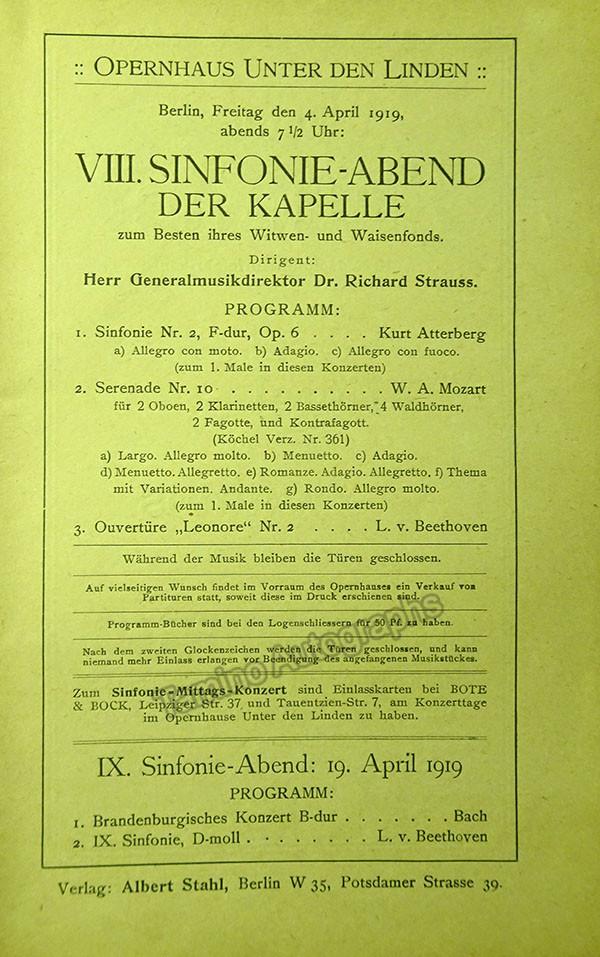 :: OPERNHAUS UNTER DEN LINDEN ::
Berlin, Freitag den 4. April 1919,
abends 7 1/2 Uhr:
VIII. SINFONIE-ABEND
DER KAPELLE
zum Besten ihres Witwen- und Waisenfonds.
Dirigent:
Herr Generalmusikdirektor Dr. Richard Strauss.
PROGRAMM:
1. Sinfonie Nr. 2, F-dur, Op. 6 . . . . Kurt Atterberg
a) Allegro con moto. b) Adagio. c) Allegro con fuoco.
(zum 1. Male in diesen Konzerten)
2. Serenade Nr. 10 . . . . . . . . . . W. A. Mozart
für 2 Oboen, 2 Klarinetten, 2 Bassethörner, 4 Waldhörner,
2 Fagotte, und Kontrafagott.
(Köchel Verz. Nr. 361)
a) Largo. Allegro molto. b) Menuetto. c) Adagio.
d) Menuetto. Allegretto. e) Romanze. Adagio. Allegretto. f) Thema
mit Variationen. Andante. g) Rondo. Allegro molto.
(zum 1. Male in diesen Konzerten)
3. Ouvertüre „Leonore“ Nr. 2 . . . . L. v. Beethoven
Während der Musik bleiben die Türen geschlossen.
Auf vielseitigen Wunsch findet im Vorraum des Opernhauses ein Verkauf von
Partituren statt, soweit diese im Druck erschienen sind.
Programm-Bücher sind bei den Logenschliessern für 50 Pf. zu haben.
Nach dem zweiten Glockenzeichen werden die Türen geschlossen, und kann
niemand mehr Einlass erlangen vor Beendigung des angefangenen Musikstückes.
Tamino Autographs
Zum Sinfonie-Mittags-Konzert sind Einlasskarten bei BOTE
& BOCK, Leipziger Str. 37 und Tauentzien-Str. 7, am Konzerttage
im Opernhause Unter den Linden zu haben.
IX. Sinfonie-Abend: 19. April 1919
PROGRAMM:
1. Brandenburgisches Konzert B-dur . . . . . . . Bach
2. IX. Sinfonie, D-moll . . . . . . . . L. v. Beethoven
Verlag: Albert Stahl, Berlin W 35, Potsdamer Strasse 39.